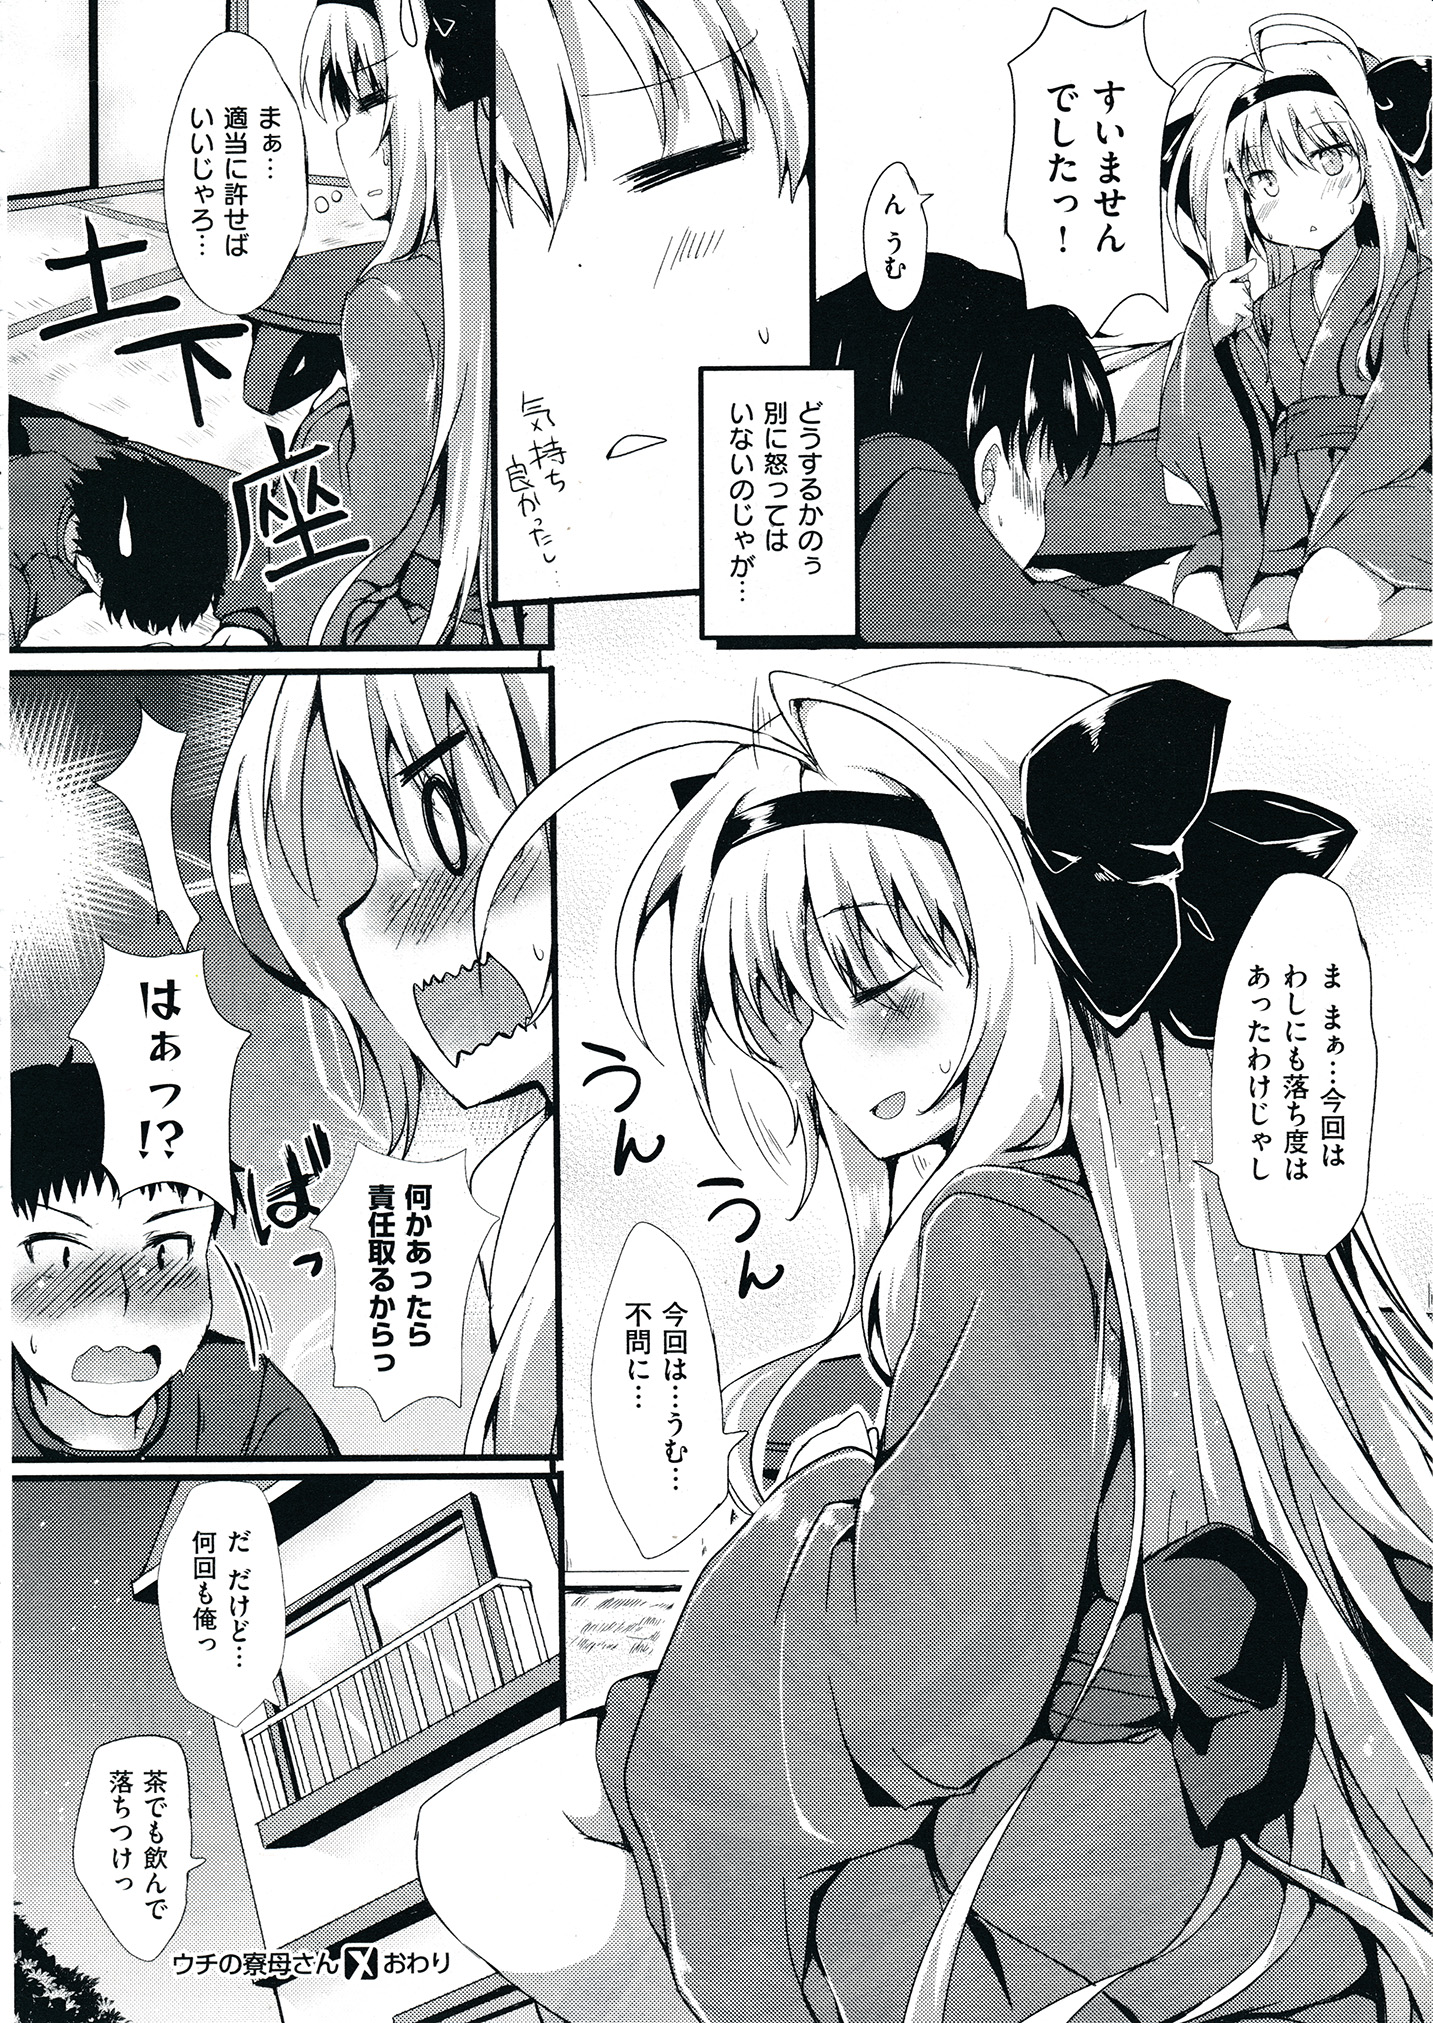 すいません
でしたっ！
ん うむ
どうするかのぅ
別に怒っては
いないのじゃが…
気持ち
良かったし…
まぁ…
適当に許せば
いいじゃろ…
土下座
ま まぁ…今回は
わしにも落ち度は
あったわけじゃし
うん
うん
今回は…うむ…
不問に…
何かあったら
責任取るからっ
ばっ
はぁっ
!?
だ だけど…
何回も俺っ
茶でも飲んで
落ちつけっ
ウチの寮母さん X おわり